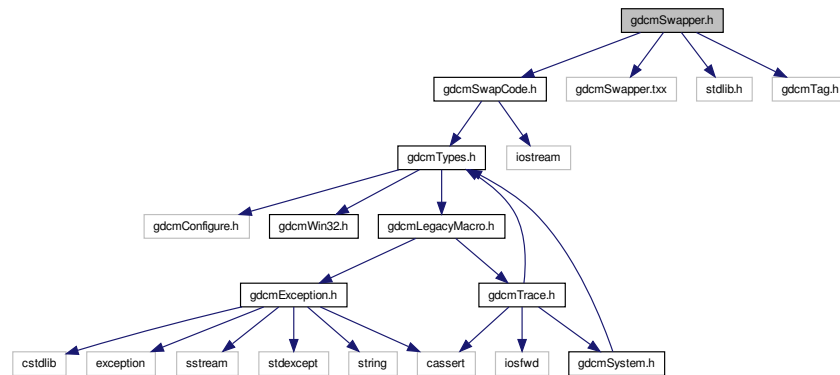 gdcmSwapper.h
gdcmSwapCode.h
gdcmSwapper.txx
stdlib.h
gdcmTag.h
gdcmTypes.h
iostream
gdcmConfigure.h
gdcmWin32.h
gdcmLegacyMacro.h
gdcmException.h
gdcmTrace.h
cstdlib
exception
sstream
stdexcept
string
cassert
iosfwd
gdcmSystem.h